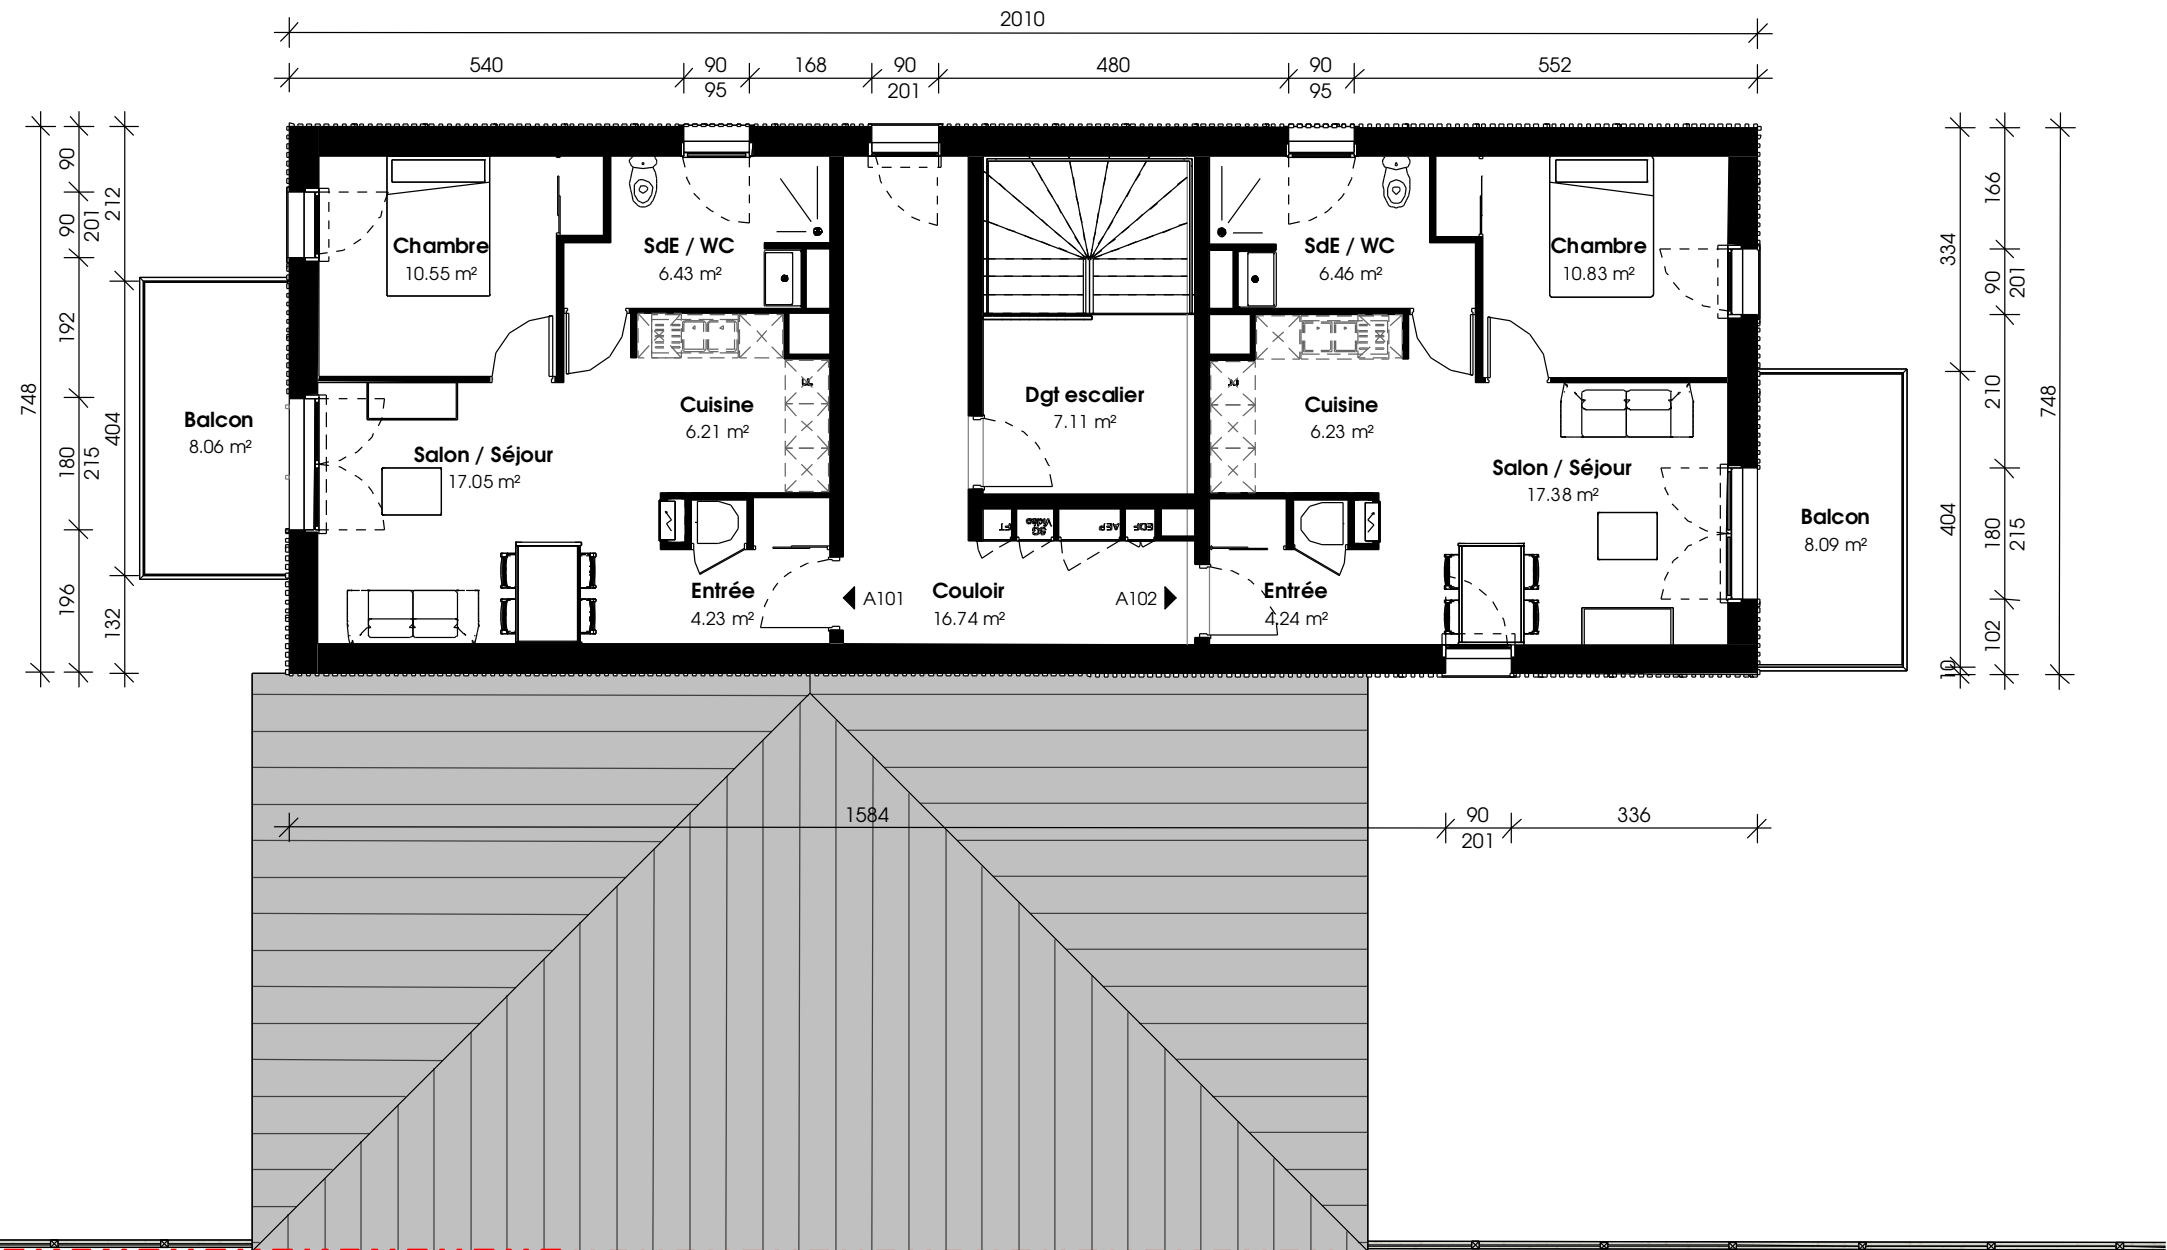 2010
540
90
168
90
480
90
552
95
201
95
748
90
90
192
180
196
201
215
212
404
132
334
404
10
166
90
210
180
102
201
215
748
Chambre
10.55 m²
SdE / WC
6.43 m²
SdE / WC
6.46 m²
Chambre
10.83 m²
Balcon
8.06 m²
Cuisine
6.21 m²
Dgt escalier
7.11 m²
Cuisine
6.23 m²
Salon / Séjour
17.05 m²
Salon / Séjour
17.38 m²
Balcon
8.09 m²
FT
SG
Vidéo
AEP
EDF
Entrée
4.23 m²
A101
Couloir
16.74 m²
A102
Entrée
4.24 m²
1584
90
336
201